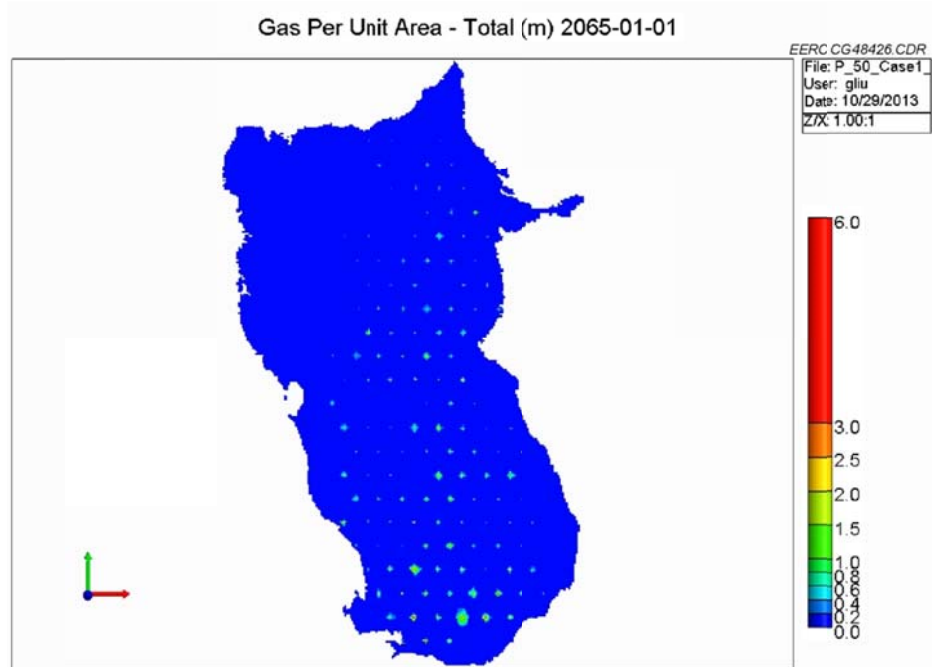 Gas Per Unit Area - Total (m) 2065-01-01
EERC CG48426.CDR
File: P_50_Case1_
User: gliu
Date: 10/29/2013
Z/X: 1.00:1
6.0
3.0
2.5
2.0
1.5
1.0
0.8
0.6
0.4
0.2
0.0